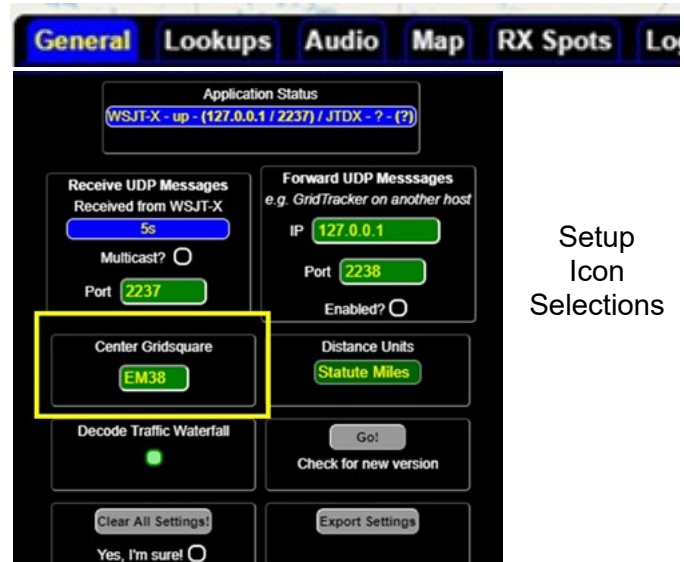 General Lookups Audio Map RX Spots Log
Application Status
WSJT-X - up - (127.0.0.1 / 2237) / JTDX - ? - (?)
Receive UDP Messages
Received from WSJT-X
5s
Multicast?
Port 2237
Forward UDP Messsages
e.g. GridTracker on another host
IP 127.0.0.1
Port 2238
Enabled?
Setup
Icon
Selections
Center Gridsquare
EM38
Distance Units
Statute Miles
Decode Traffic Waterfall
Go!
Check for new version
Clear All Settings!
Yes, I'm sure!
Export Settings